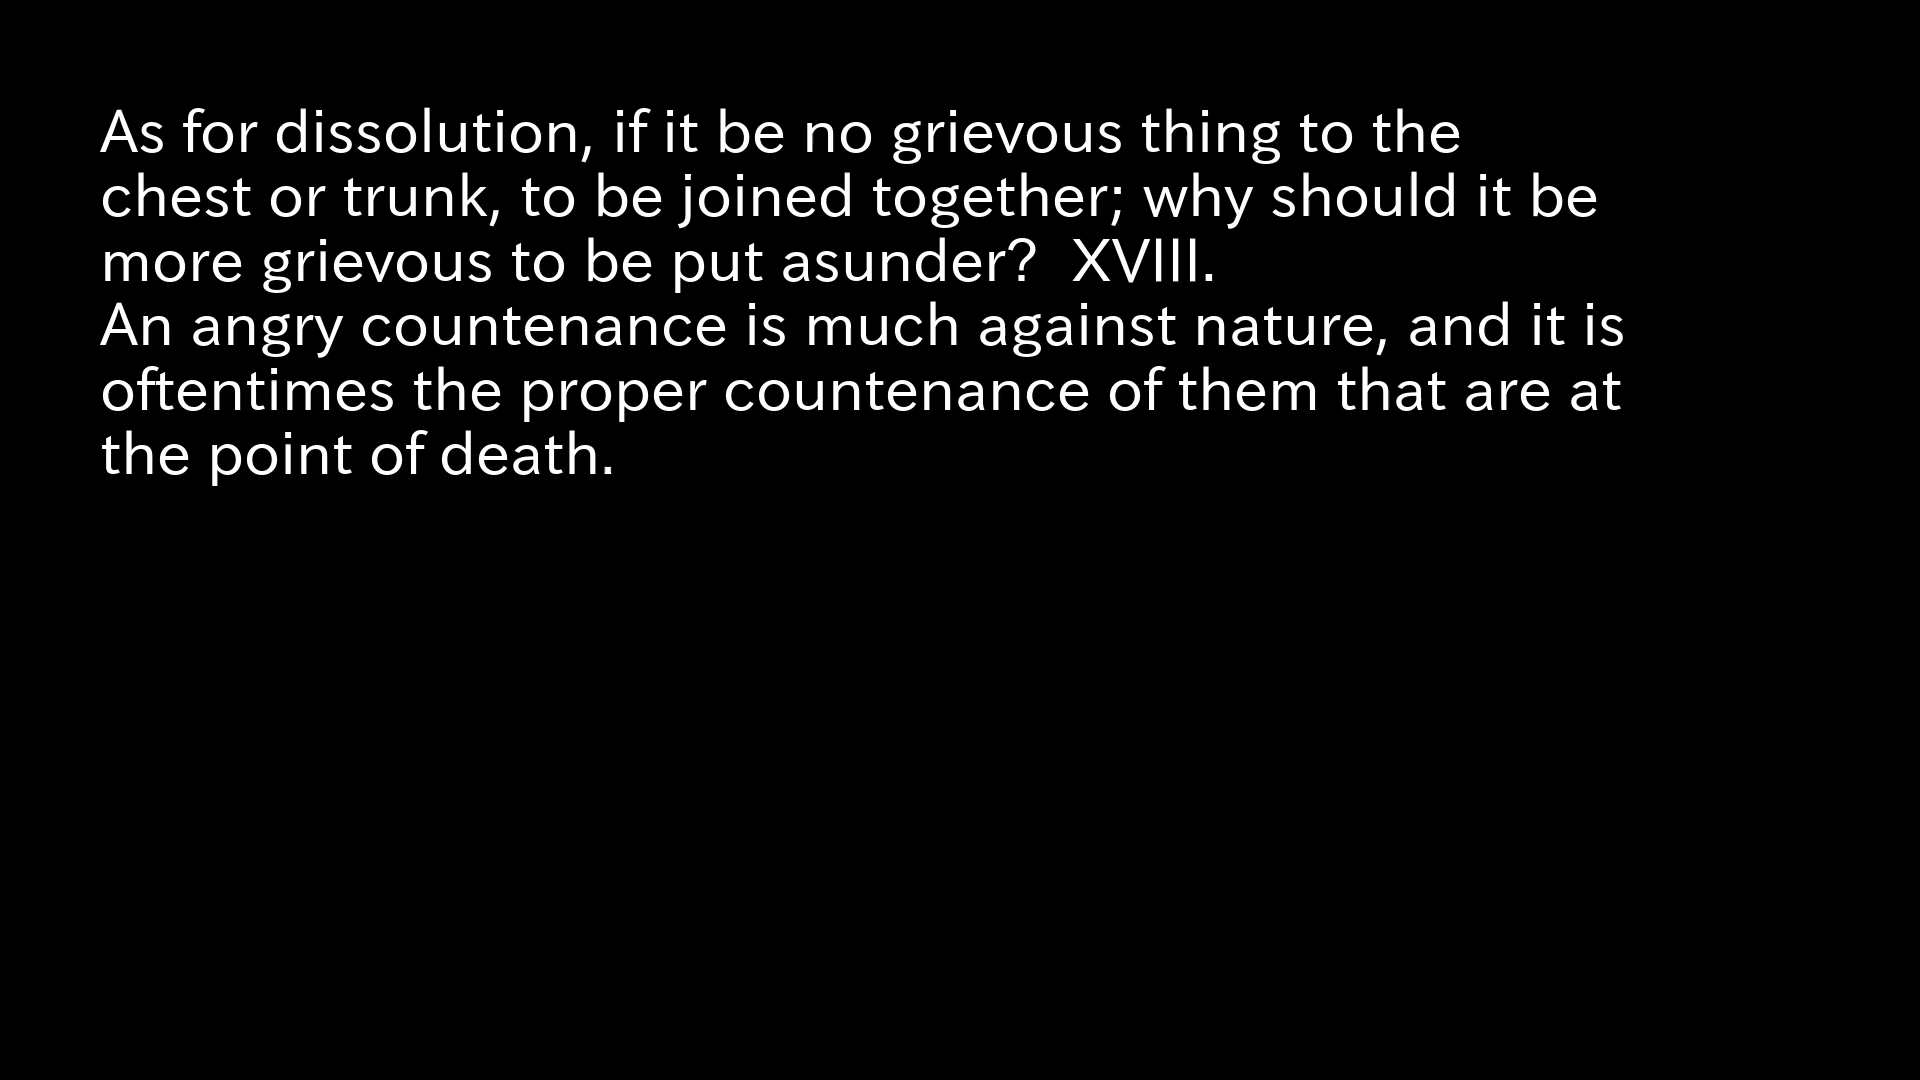 As for dissolution, if it be no grievous thing to the
chest or trunk, to be joined together; why should it be
more grievous to be put asunder?  XVIII.
An angry countenance is much against nature, and it is
oftentimes the proper countenance of them that are at
the point of death.